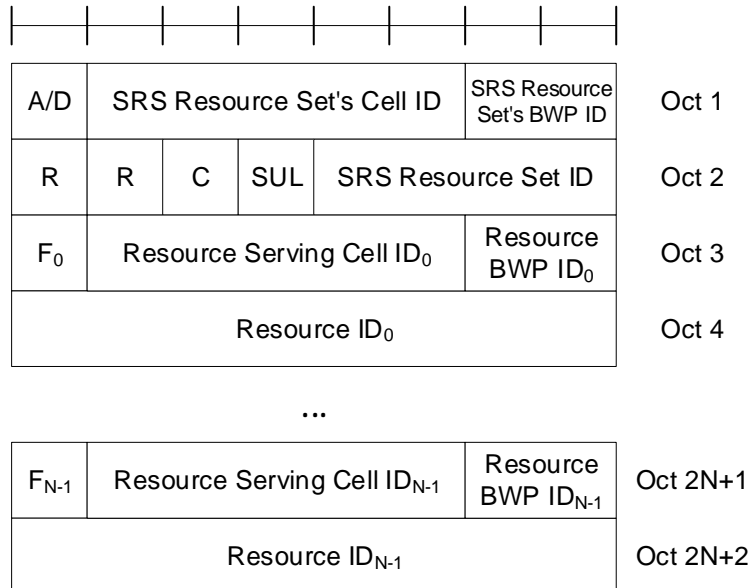 A/D SRS Resource Set's Cell ID SRS Resource Set's BWP ID Oct 1
R R C SUL SRS Resource Set ID Oct 2
F0 Resource Serving Cell ID0 Resource BWP ID0 Oct 3
Resource ID0 Oct 4
...
FN-1 Resource Serving Cell IDN-1 Resource BWP IDN-1 Oct 2N+1
Resource IDN-1 Oct 2N+2